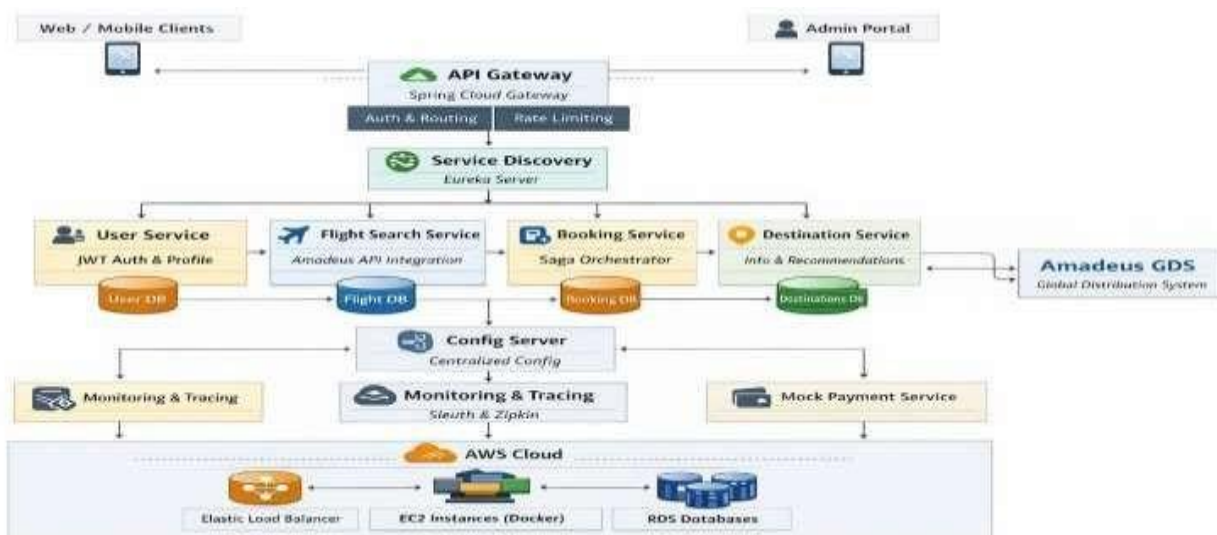 Web / Mobile Clients
Admin Portal
API Gateway
Spring Cloud Gateway
Auth & Routing
Rate Limiting
Service Discovery
Eureka Server
User Service
JWT Auth & Profile
User DB
Flight Search Service
Amadeus API Integration
Flight DB
Booking Service
Saga Orchestrator
Booking DB
Destination Service
Info & Recommendations
Destinations DB
Amadeus GDS
Global Distribution System
Config Server
Centralized Config
Monitoring & Tracing
Monitoring & Tracing
Sleuth & Zipkin
Mock Payment Service
AWS Cloud
Elastic Load Balancer
EC2 Instances (Docker)
RDS Databases